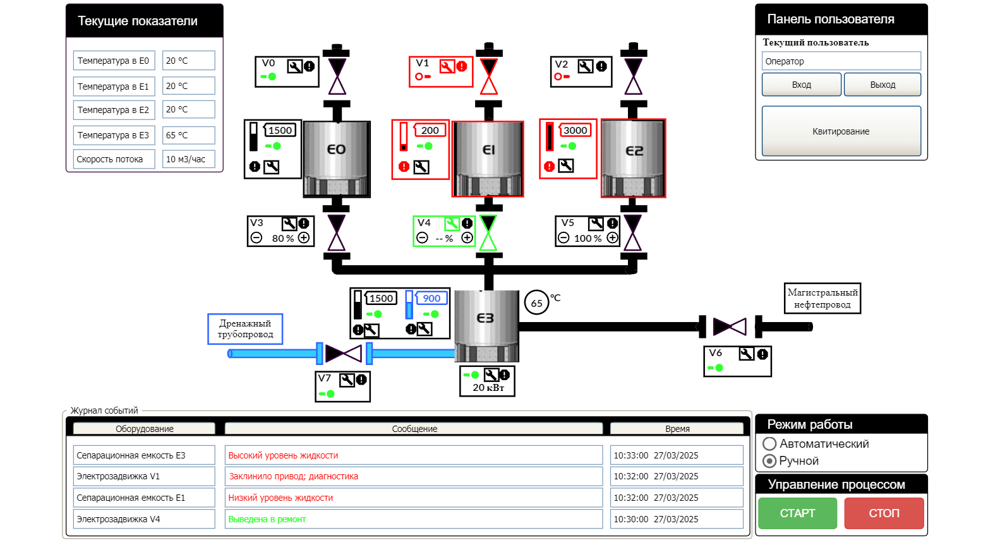 Текущие показатели
Температура в E0 20 °C
Температура в E1 20 °C
Температура в E2 20 °C
Температура в E3 65 °C
Скорость потока 10 м3/час
V0
V1
V2
1500
E0
200
E1
3000
E2
V3
80 %
V4
-- %
V5
100 %
1500
900
E3
65
°C
20 кВт
Дренажный
трубопровод
V7
Магистральный
нефтепровод
V6
Панель пользователя
Текущий пользователь
Оператор
Вход Выход
Квитирование
Журнал событий
Оборудование Сообщение Время
Сепарационная емкость E3 Высокий уровень жидкости 10:33:00 27/03/2025
Электрозадвижка V1 Заклинило привод; диагностика 10:32:00 27/03/2025
Сепарационная емкость E1 Низкий уровень жидкости 10:32:00 27/03/2025
Электрозадвижка V4 Выведена в ремонт 10:30:00 27/03/2025
Режим работы
Автоматический
Ручной
Управление процессом
СТАРТ СТОП